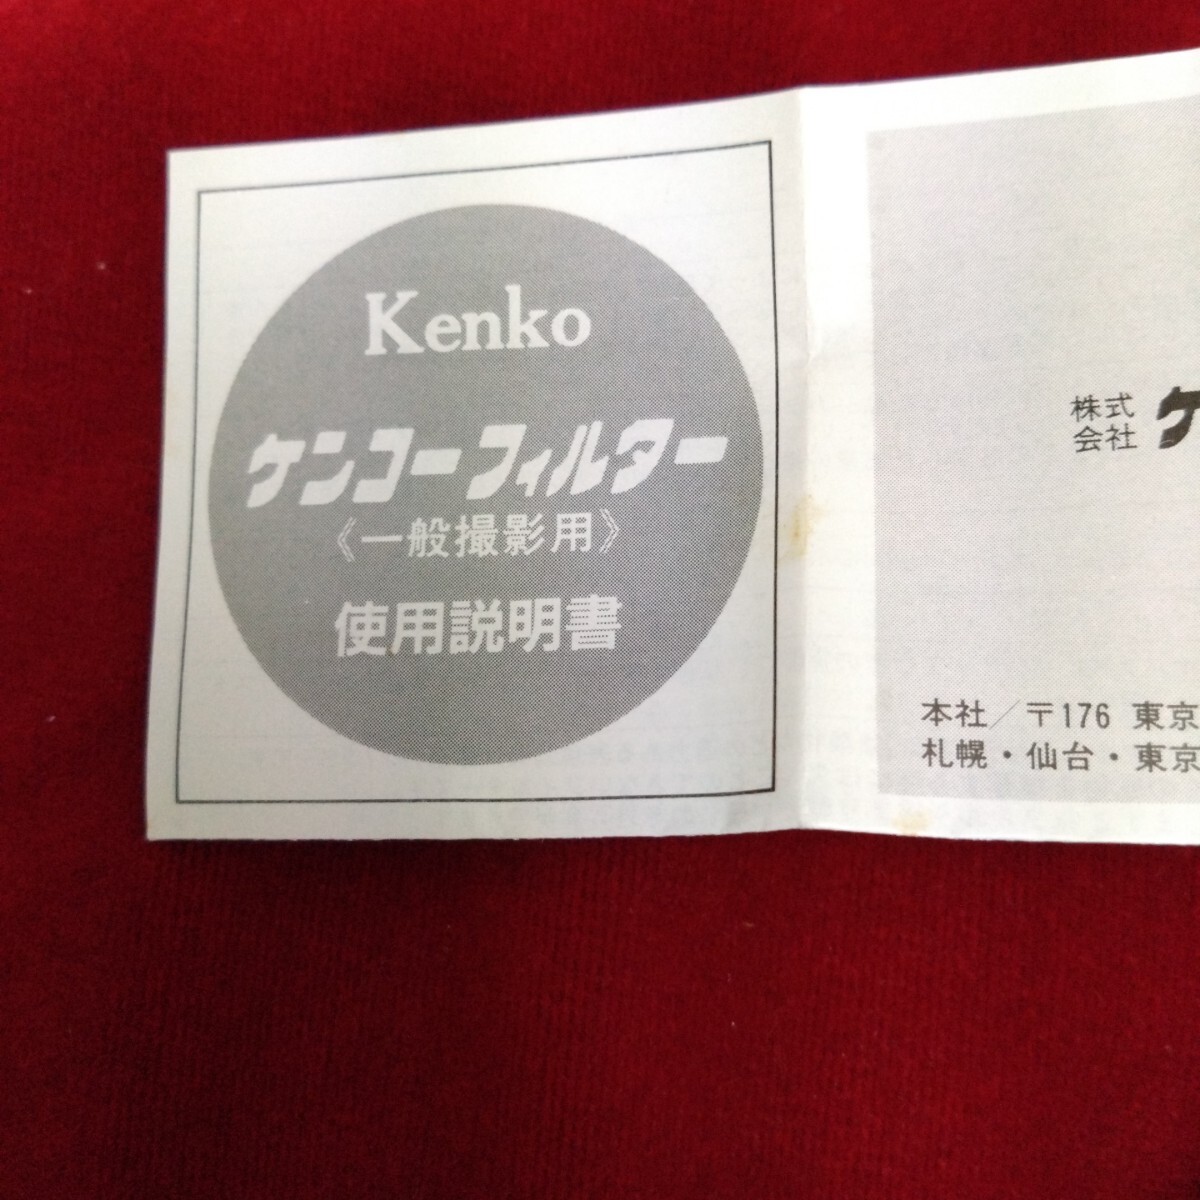 Kenko
ケンコーフィルター
《一般撮影用》
使用説明書
株式
会社
ケ
本社／〒176 東京
札幌・仙台・東京